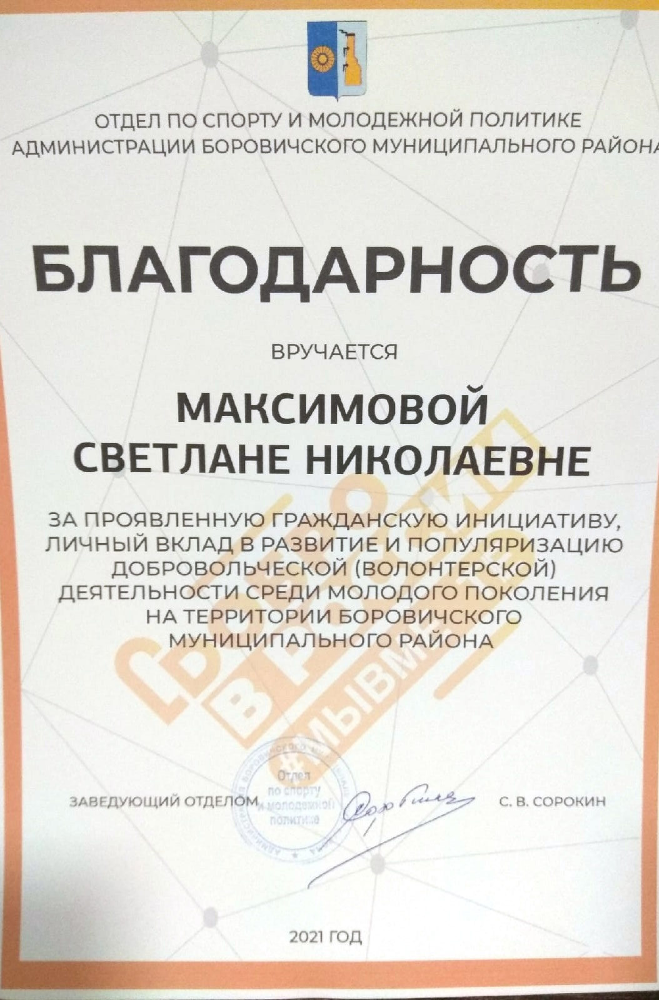 ОТДЕЛ ПО СПОРТУ И МОЛОДЕЖНОЙ ПОЛИТИКЕ
АДМИНИСТРАЦИИ БОРОВИЧСКОГО МУНИЦИПАЛЬНОГО РАЙОНА
БЛАГОДАРНОСТЬ
ВРУЧАЕТСЯ
МАКСИМОВОЙ
СВЕТЛАНЕ НИКОЛАЕВНЕ
ЗА ПРОЯВЛЕННУЮ ГРАЖДАНСКУЮ ИНИЦИАТИВУ,
ЛИЧНЫЙ ВКЛАД В РАЗВИТИЕ И ПОПУЛЯРИЗАЦИЮ
ДОБРОВОЛЬЧЕСКОЙ (ВОЛОНТЕРСКОЙ)
ДЕЯТЕЛЬНОСТИ СРЕДИ МОЛОДОГО ПОКОЛЕНИЯ
НА ТЕРРИТОРИИ БОРОВИЧСКОГО
МУНИЦИПАЛЬНОГО РАЙОНА
ДОБРО
В
ЗАВЕДУЮЩИЙ ОТДЕЛОМ
Отдел
по спорту
и молодежной
политике
С. В. СОРОКИН
2021 ГОД